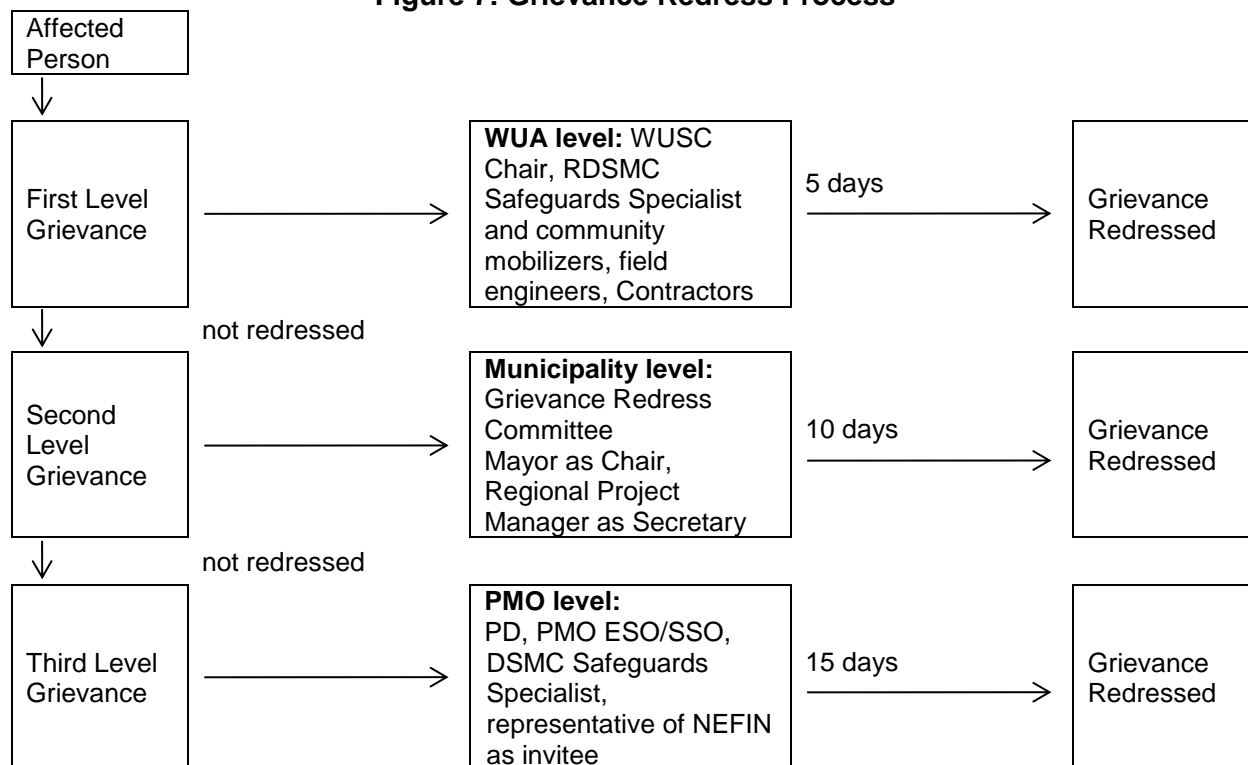 Figure 7: Grievance Redress Process
Affected
Person
First Level
Grievance
WUA level: WUSC
Chair, RDSMC
Safeguards Specialist
and community
mobilizers, field
engineers, Contractors
5 days
Grievance
Redressed
not redressed
Second
Level
Grievance
Municipality level:
Grievance Redress
Committee
Mayor as Chair,
Regional Project
Manager as Secretary
10 days
Grievance
Redressed
not redressed
Third Level
Grievance
PMO level:
PD, PMO ESO/SSO,
DSMC Safeguards
Specialist,
representative of NEFIN
as invitee
15 days
Grievance
Redressed